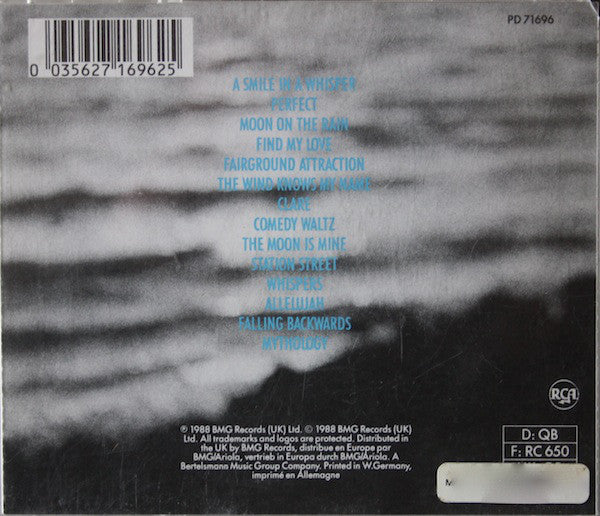 PD 71696
0 035627 169625
A SMILE IN A WHISPER
PERFECT
MOON ON THE RAIN
FIND MY LOVE
FAIRGROUND ATTRACTION
THE WIND KNOWS MY NAME
CLARE
COMEDY WALTZ
THE MOON IS MINE
STATION STREET
WHISPERS
ALLELUJAH
FALLING BACKWARDS
MYTHOLOGY
RCA
℗ 1988 BMG Records (UK) Ltd. © 1988 BMG Records (UK)
Ltd. All trademarks and logos are protected. Distributed in
the UK by BMG Records, distribue en Europe par
BMG/Ariola, vertrieb in Europa durch BMG/Ariola. A
Bertelsmann Music Group Company. Printed in W.Germany,
imprimé en Allemagne
D: QB
F: RC 650